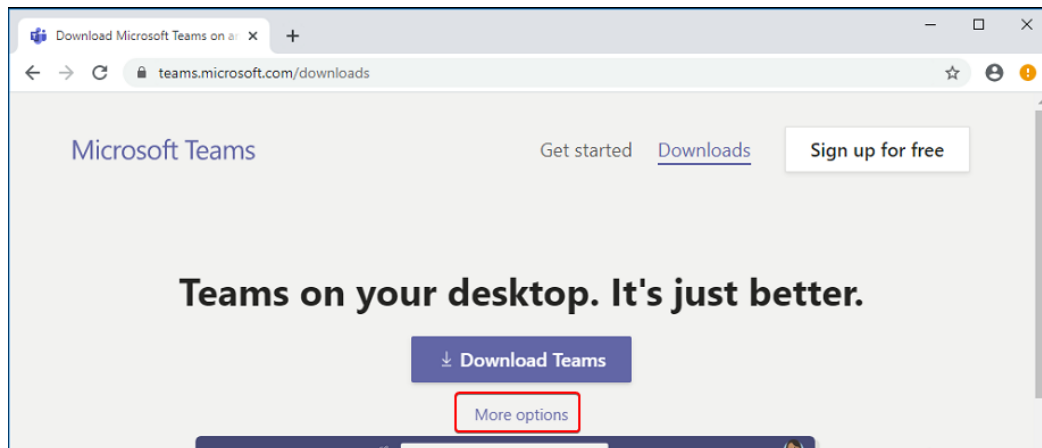 Download Microsoft Teams on a
teams.microsoft.com/downloads
Microsoft Teams
Get started Downloads Sign up for free
Teams on your desktop. It's just better.
Download Teams
More options